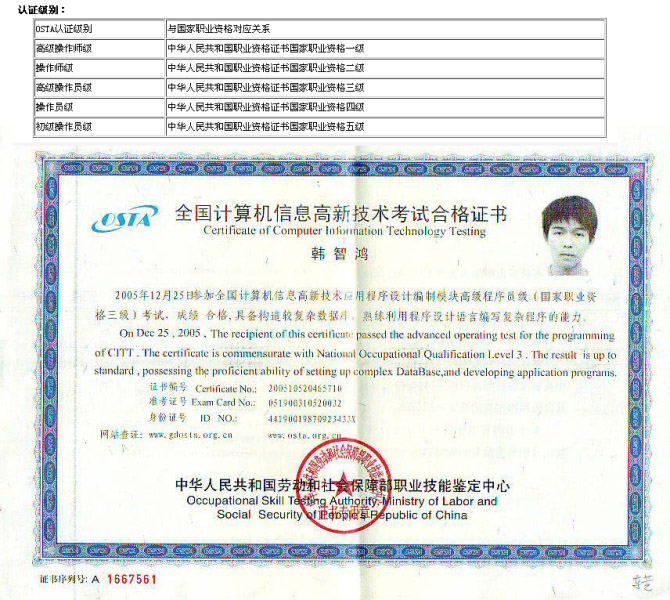 认证级别：
OSTA认证级别 与国家职业资格对应关系
高级操作师级 中华人民共和国职业资格证书国家职业资格一级
操作师级 中华人民共和国职业资格证书国家职业资格二级
高级操作员级 中华人民共和国职业资格证书国家职业资格三级
操作员级 中华人民共和国职业资格证书国家职业资格四级
初级操作员级 中华人民共和国职业资格证书国家职业资格五级
OSTA 全国计算机信息高新技术考试合格证书
Certificate of Computer Information Technology Testing
韩智鸿
2005年12月25日参加全国计算机信息高新技术应用程序设计编制模块高级程序员级（国家职业资
格三级）考试，成绩 合格,具备构造较复杂数据库、熟练利用程序设计语言编写复杂程序的能力。
On Dec 25 , 2005 , The recipient of this certificate passed the advanced operating test for the programming
of CITT . The certificate is commensurate with National Occupational Qualification Level 3 . The result is up to
standard , possessing the proficient ability of setting up complex DataBase,and developing application programs.
证书编号 Certificate No.: 200510520465710
准考证号 Exam Card No.: 051900310520032
身份证号 ID NO.: 44190019870923433X
网站查证：www.gdosta.org.cn www.osta.org.cn
中华人民共和国劳动和社会保障部职业技能鉴定中心
Occupational Skill Testing Authority,Ministry of Labor and
Social Security of People's Republic of China
证书专用章
证书序列号: A 1667561